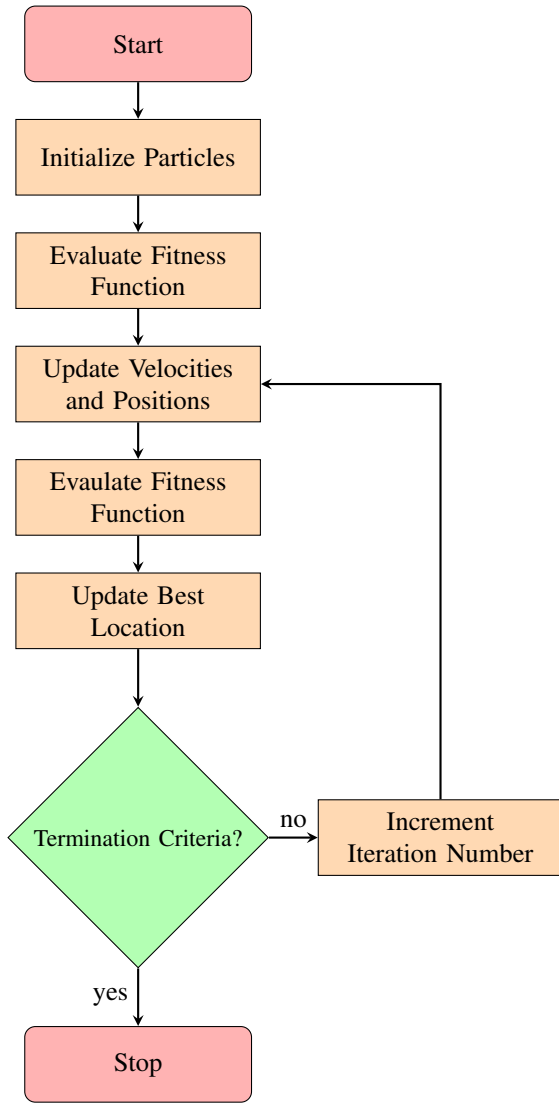 Start
Initialize Particles
Evaluate Fitness
Function
Update Velocities
and Positions
Evaulate Fitness
Function
Update Best
Location
Termination Criteria?
no
Increment
Iteration Number
yes
Stop